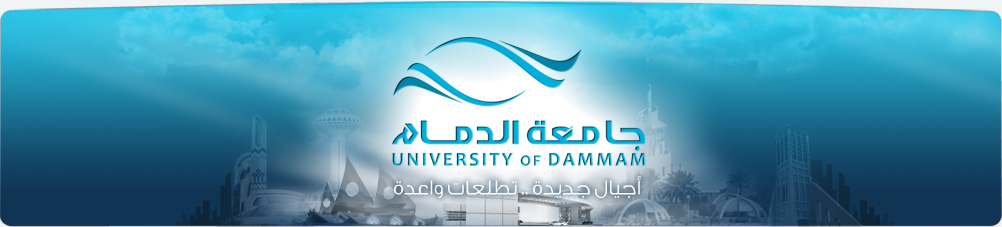 جامعة الدمام
UNIVERSITY OF DAMMAM
أجيال جديدة .. تطلعات واعدة